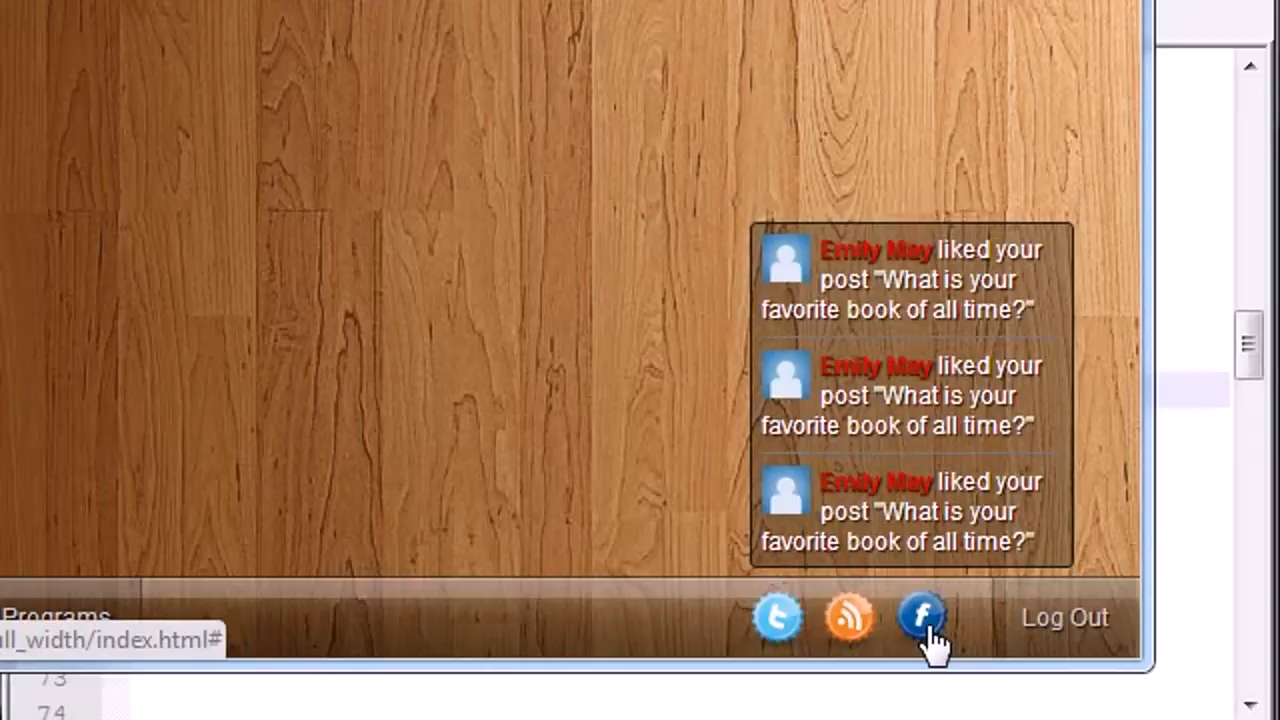 Emily May liked your
post "What is your
favorite book of all time?"
Emily May liked your
post "What is your
favorite book of all time?"
Emily May liked your
post "What is your
favorite book of all time?"
Programs
Log Out
ull_width/index.html#
73
74